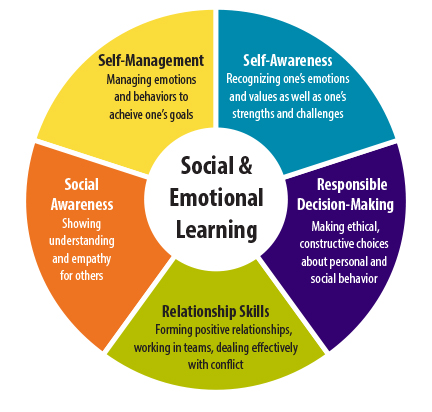 Self-Management
Managing emotions
and behaviors to
acheive one's goals
Self-Awareness
Recognizing one's emotions
and values as well as one's
strengths and challenges
Social &
Emotional
Learning
Social
Awareness
Showing
understanding
and empathy
for others
Responsible
Decision-Making
Making ethical,
constructive choices
about personal and
social behavior
Relationship Skills
Forming positive relationships,
working in teams, dealing effectively
with conflict